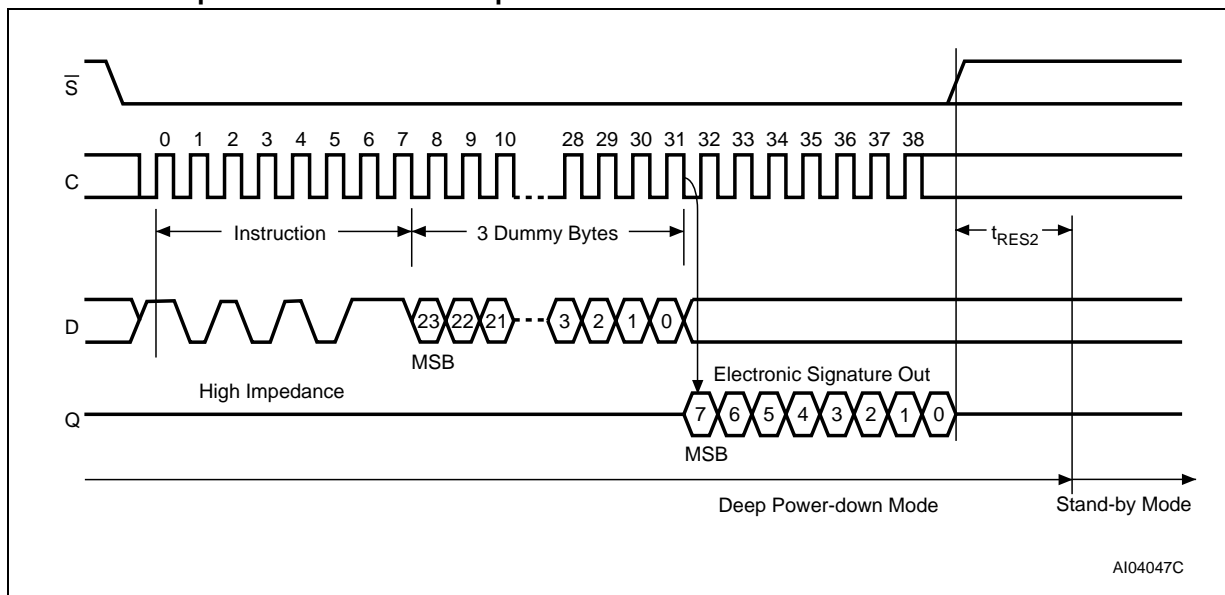 S
0 1 2 3 4 5 6 7 8 9 10 28 29 30 31 32 33 34 35 36 37 38
C
Instruction 3 Dummy Bytes tRES2
D 23 22 21 3 2 1 0
MSB
High Impedance Electronic Signature Out
Q 7 6 5 4 3 2 1 0
MSB
Deep Power-down Mode Stand-by Mode
AI04047C